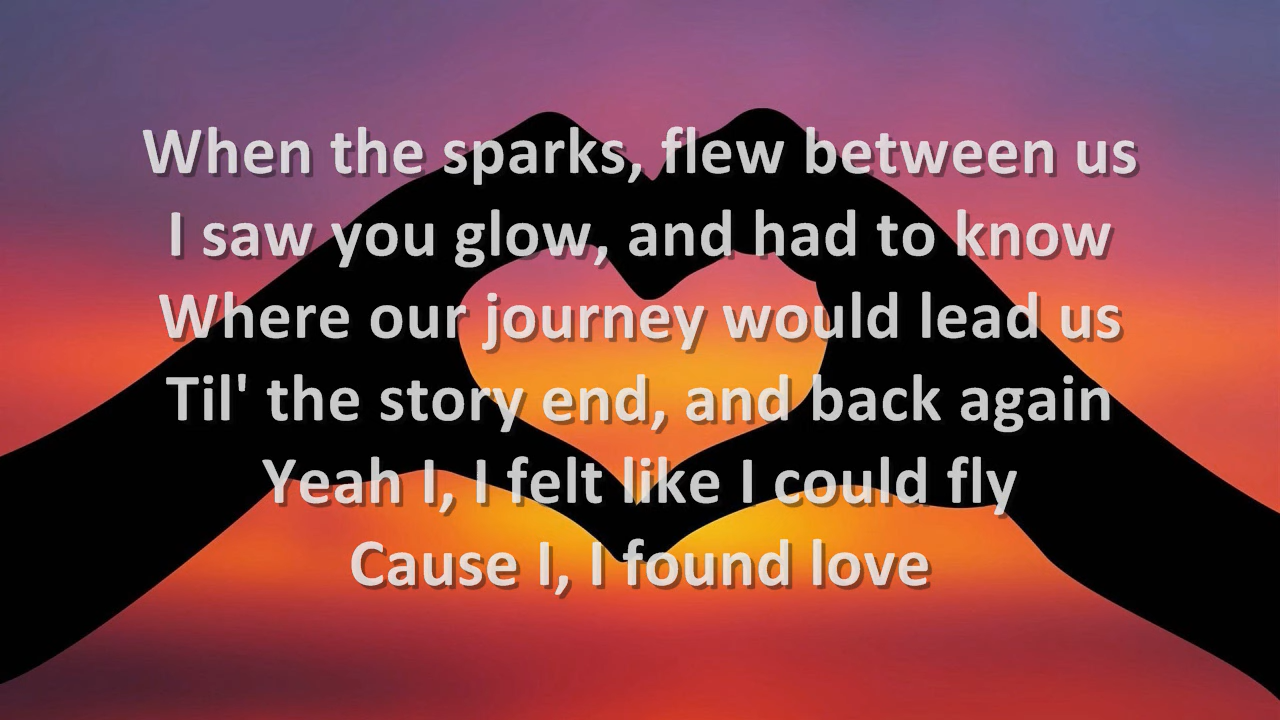 When the sparks, flew between us
I saw you glow, and had to know
Where our journey would lead us
Til' the story end, and back again
Yeah I, I felt like I could fly
Cause I, I found love